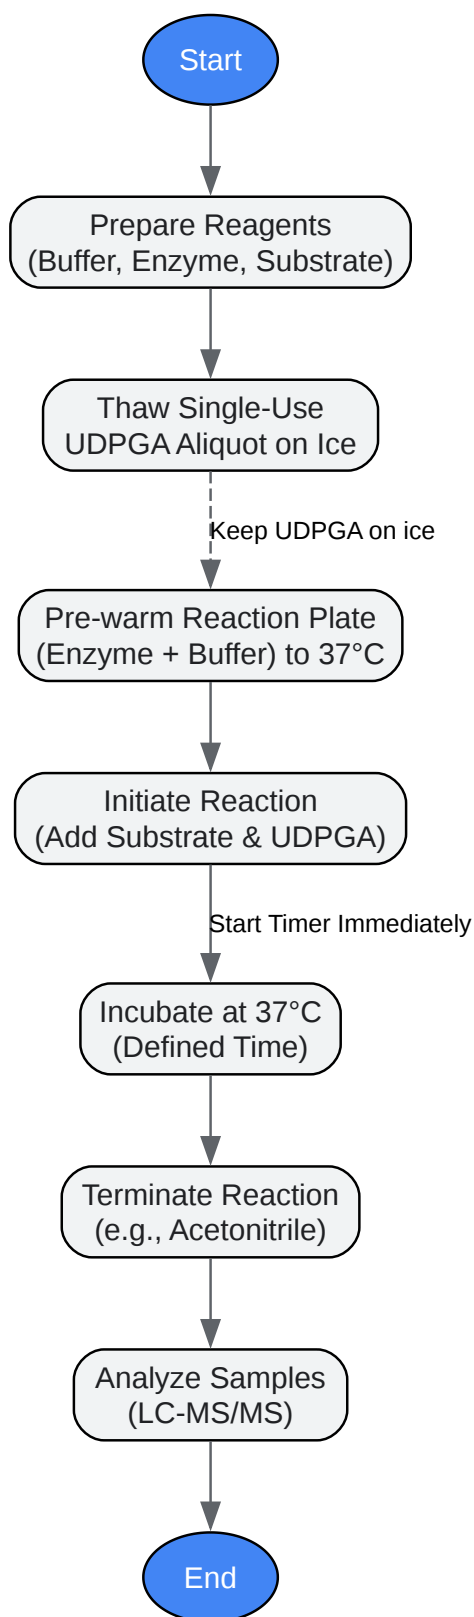 Start
Prepare Reagents
(Buffer, Enzyme, Substrate)
Thaw Single-Use
UDPGA Aliquot on Ice
Keep UDPGA on ice
Pre-warm Reaction Plate
(Enzyme + Buffer) to 37°C
Initiate Reaction
(Add Substrate & UDPGA)
Start Timer Immediately
Incubate at 37°C
(Defined Time)
Terminate Reaction
(e.g., Acetonitrile)
Analyze Samples
(LC-MS/MS)
End